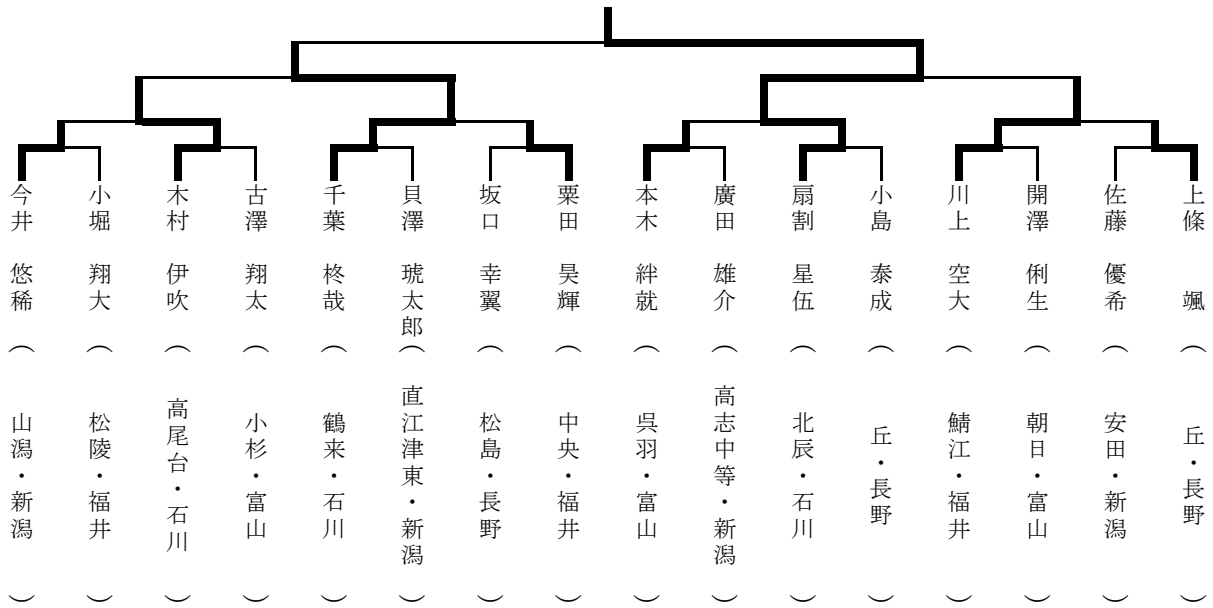 今井 悠稀 （ 山潟・新潟 ）
小堀 翔大 （ 松陵・福井 ）
木村 伊吹 （ 高尾台・石川 ）
古澤 翔太 （ 小杉・富山 ）
千葉 柊哉 （ 鶴来・石川 ）
貝澤 琥太郎 （ 直江津東・新潟 ）
坂口 幸翼 （ 松島・長野 ）
粟田 昊輝 （ 中央・福井 ）
本木 絆就 （ 呉羽・富山 ）
廣田 雄介 （ 高志中等・新潟 ）
扇割 星伍 （ 北辰・石川 ）
小島 泰成 （ 丘・長野 ）
川上 空大 （ 鯖江・福井 ）
開澤 俐生 （ 朝日・富山 ）
佐藤 優希 （ 安田・新潟 ）
上條 颯 （ 丘・長野 ）